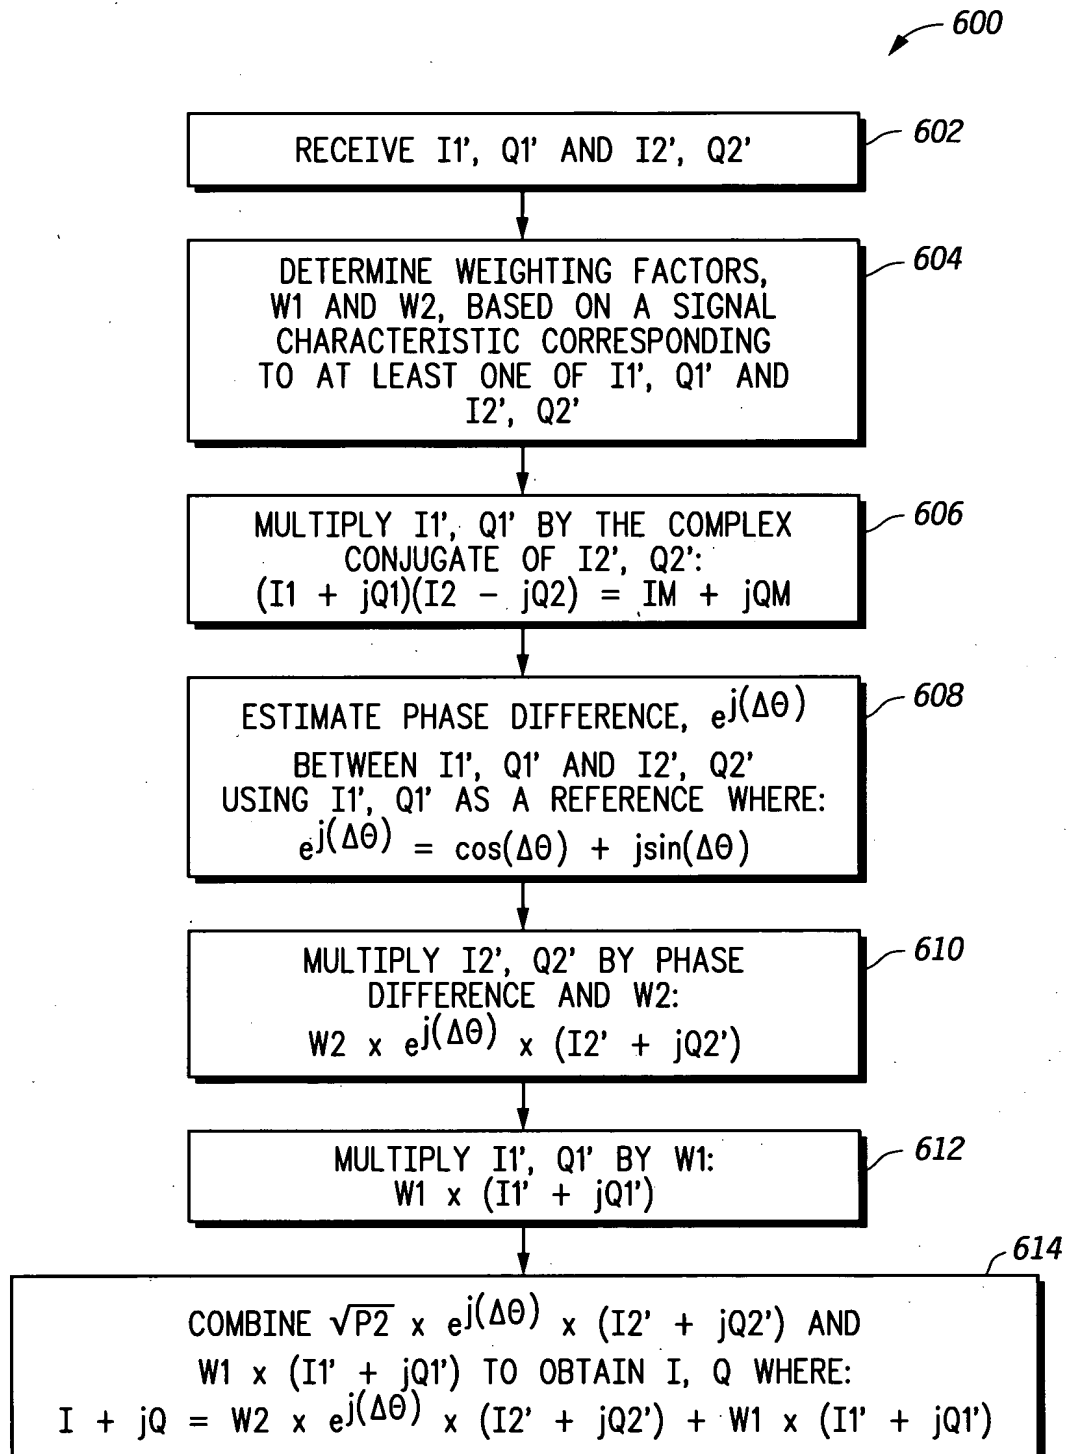 600
RECEIVE I1', Q1' AND I2', Q2'
602
DETERMINE WEIGHTING FACTORS,
W1 AND W2, BASED ON A SIGNAL
CHARACTERISTIC CORRESPONDING
TO AT LEAST ONE OF I1', Q1' AND
I2', Q2'
604
MULTIPLY I1', Q1' BY THE COMPLEX
CONJUGATE OF I2', Q2':
(I1 + jQ1)(I2 - jQ2) = IM + jQM
606
ESTIMATE PHASE DIFFERENCE, e^j(Δθ)
BETWEEN I1', Q1' AND I2', Q2'
USING I1', Q1' AS A REFERENCE WHERE:
e^j(Δθ) = cos(Δθ) + jsin(Δθ)
608
MULTIPLY I2', Q2' BY PHASE
DIFFERENCE AND W2:
W2 x e^j(Δθ) x (I2' + jQ2')
610
MULTIPLY I1', Q1' BY W1:
W1 x (I1' + jQ1')
612
COMBINE √P2 x e^j(Δθ) x (I2' + jQ2') AND
W1 x (I1' + jQ1') TO OBTAIN I, Q WHERE:
I + jQ = W2 x e^j(Δθ) x (I2' + jQ2') + W1 x (I1' + jQ1')
614